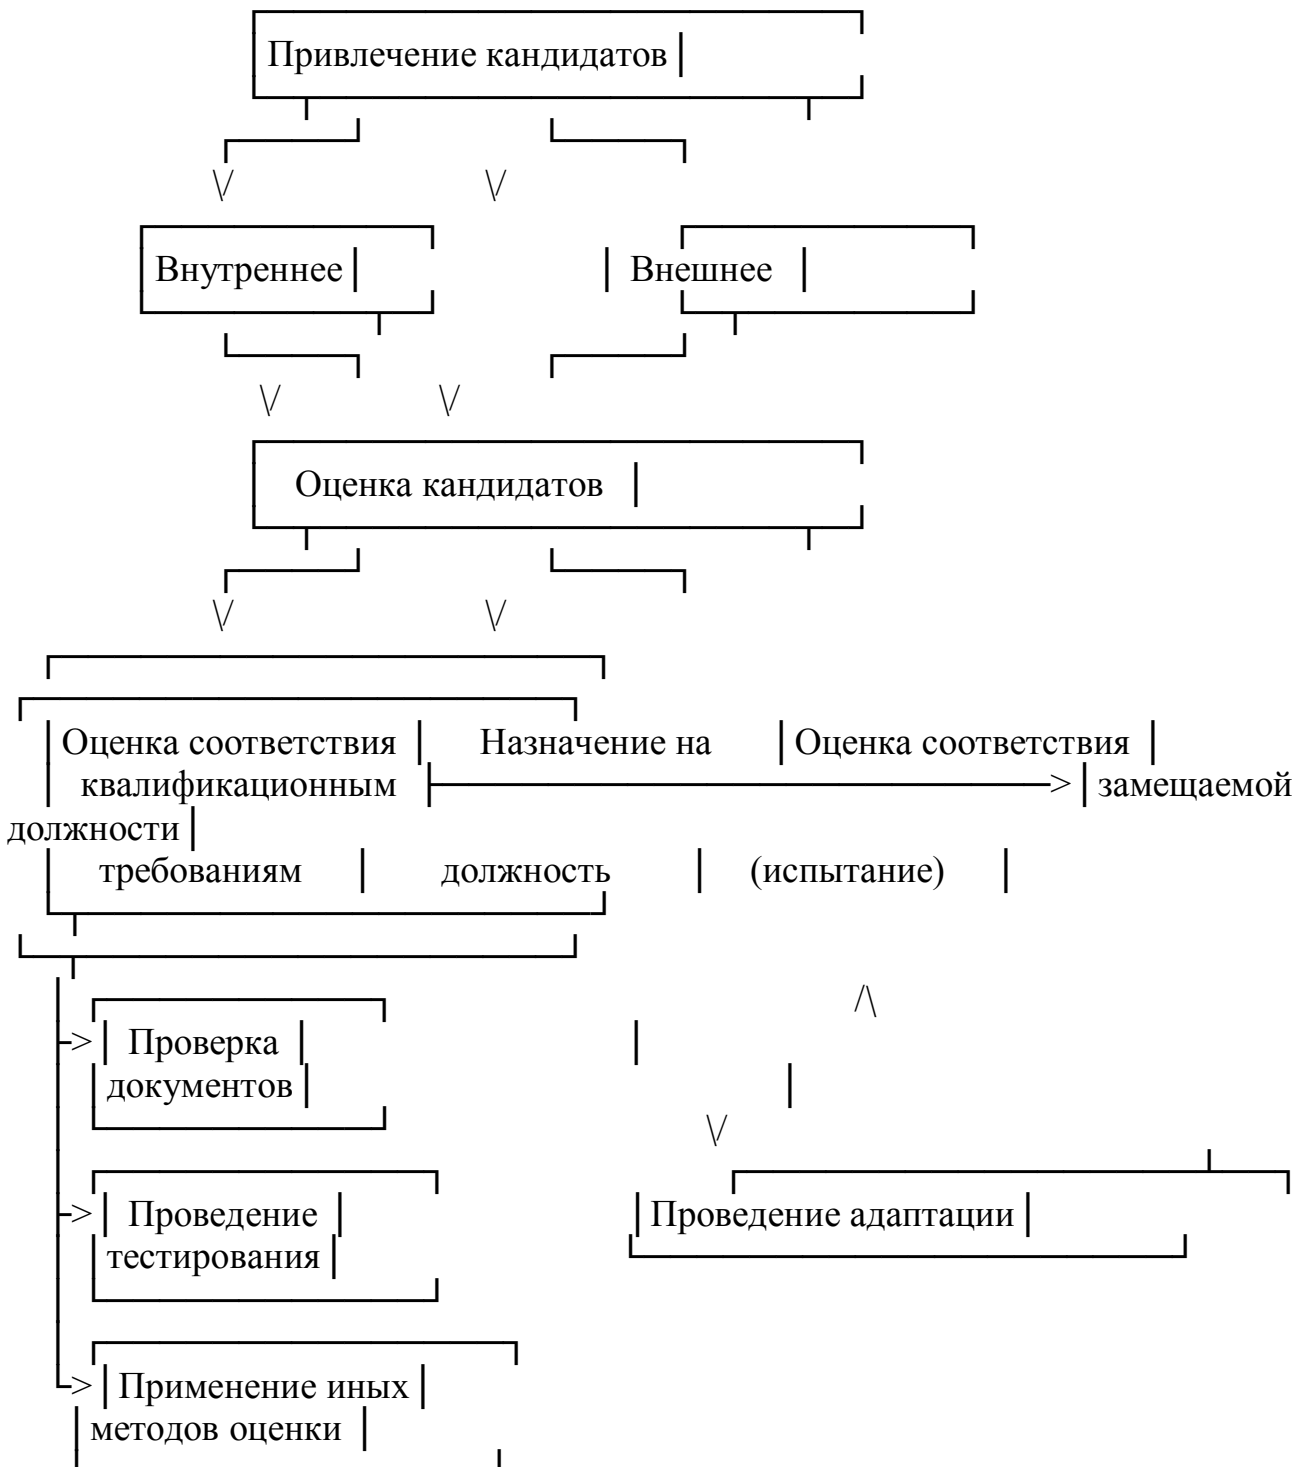 Привлечение кандидатов
Внутреннее Внешнее
Оценка кандидатов
Оценка соответствия Назначение на Оценка соответствия
квалификационным замещаемой
должности
требованиям должность (испытание)
Проверка
документов
Проведение Проведение адаптации
тестирования
Применение иных
методов оценки